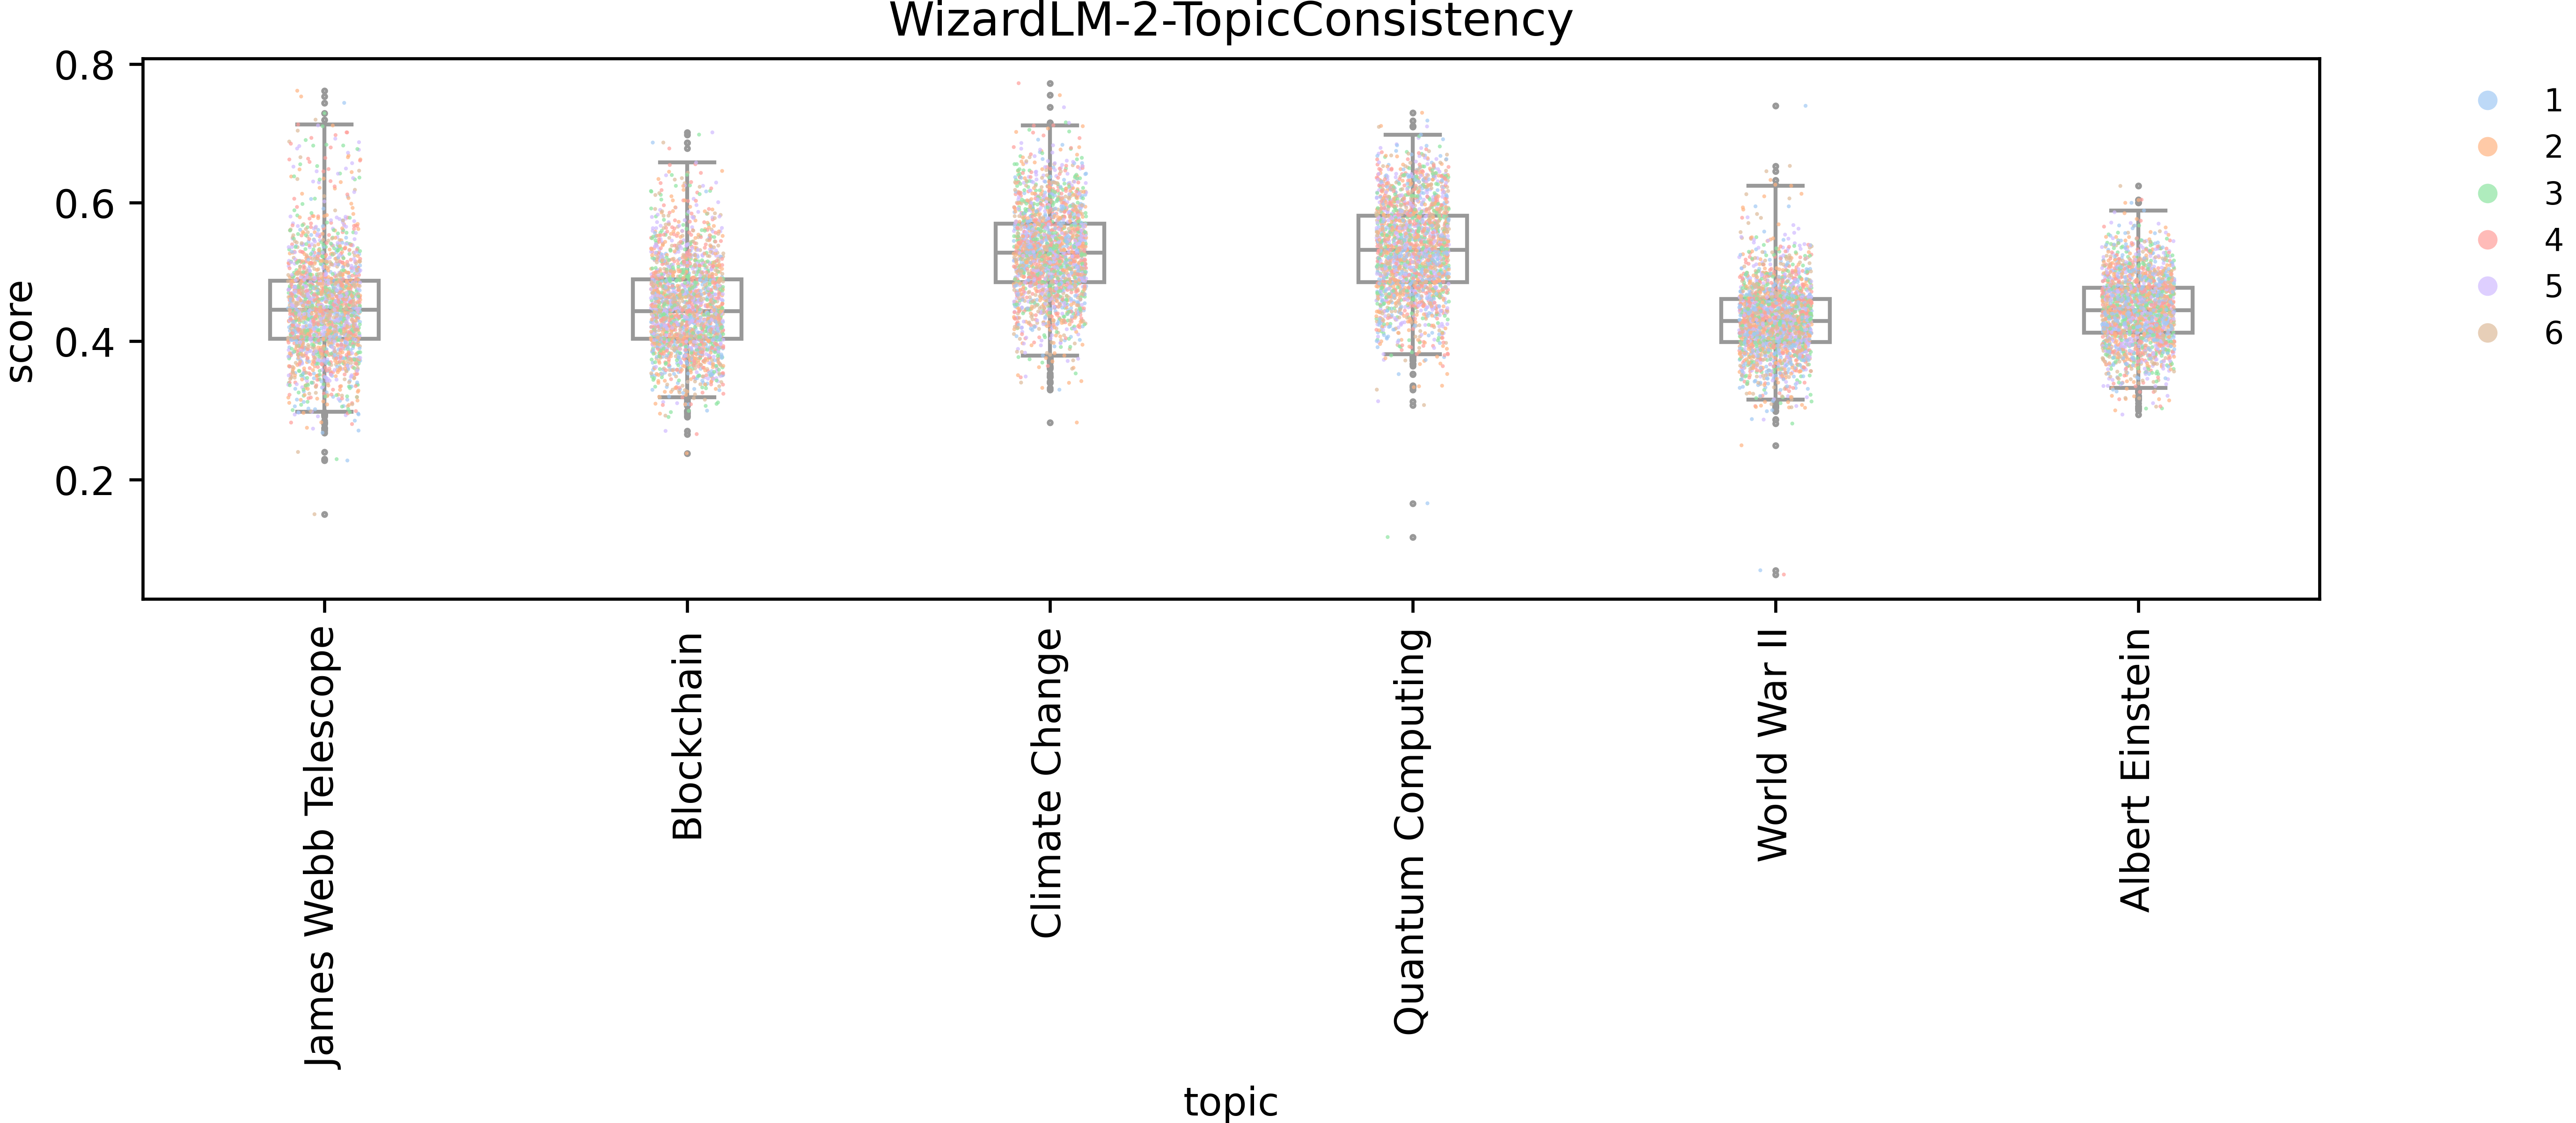 WizardLM-2-TopicConsistency
0.8
0.6
0.4
0.2
score
James Webb Telescope
Blockchain
Climate Change
Quantum Computing
World War II
Albert Einstein
topic
1
2
3
4
5
6